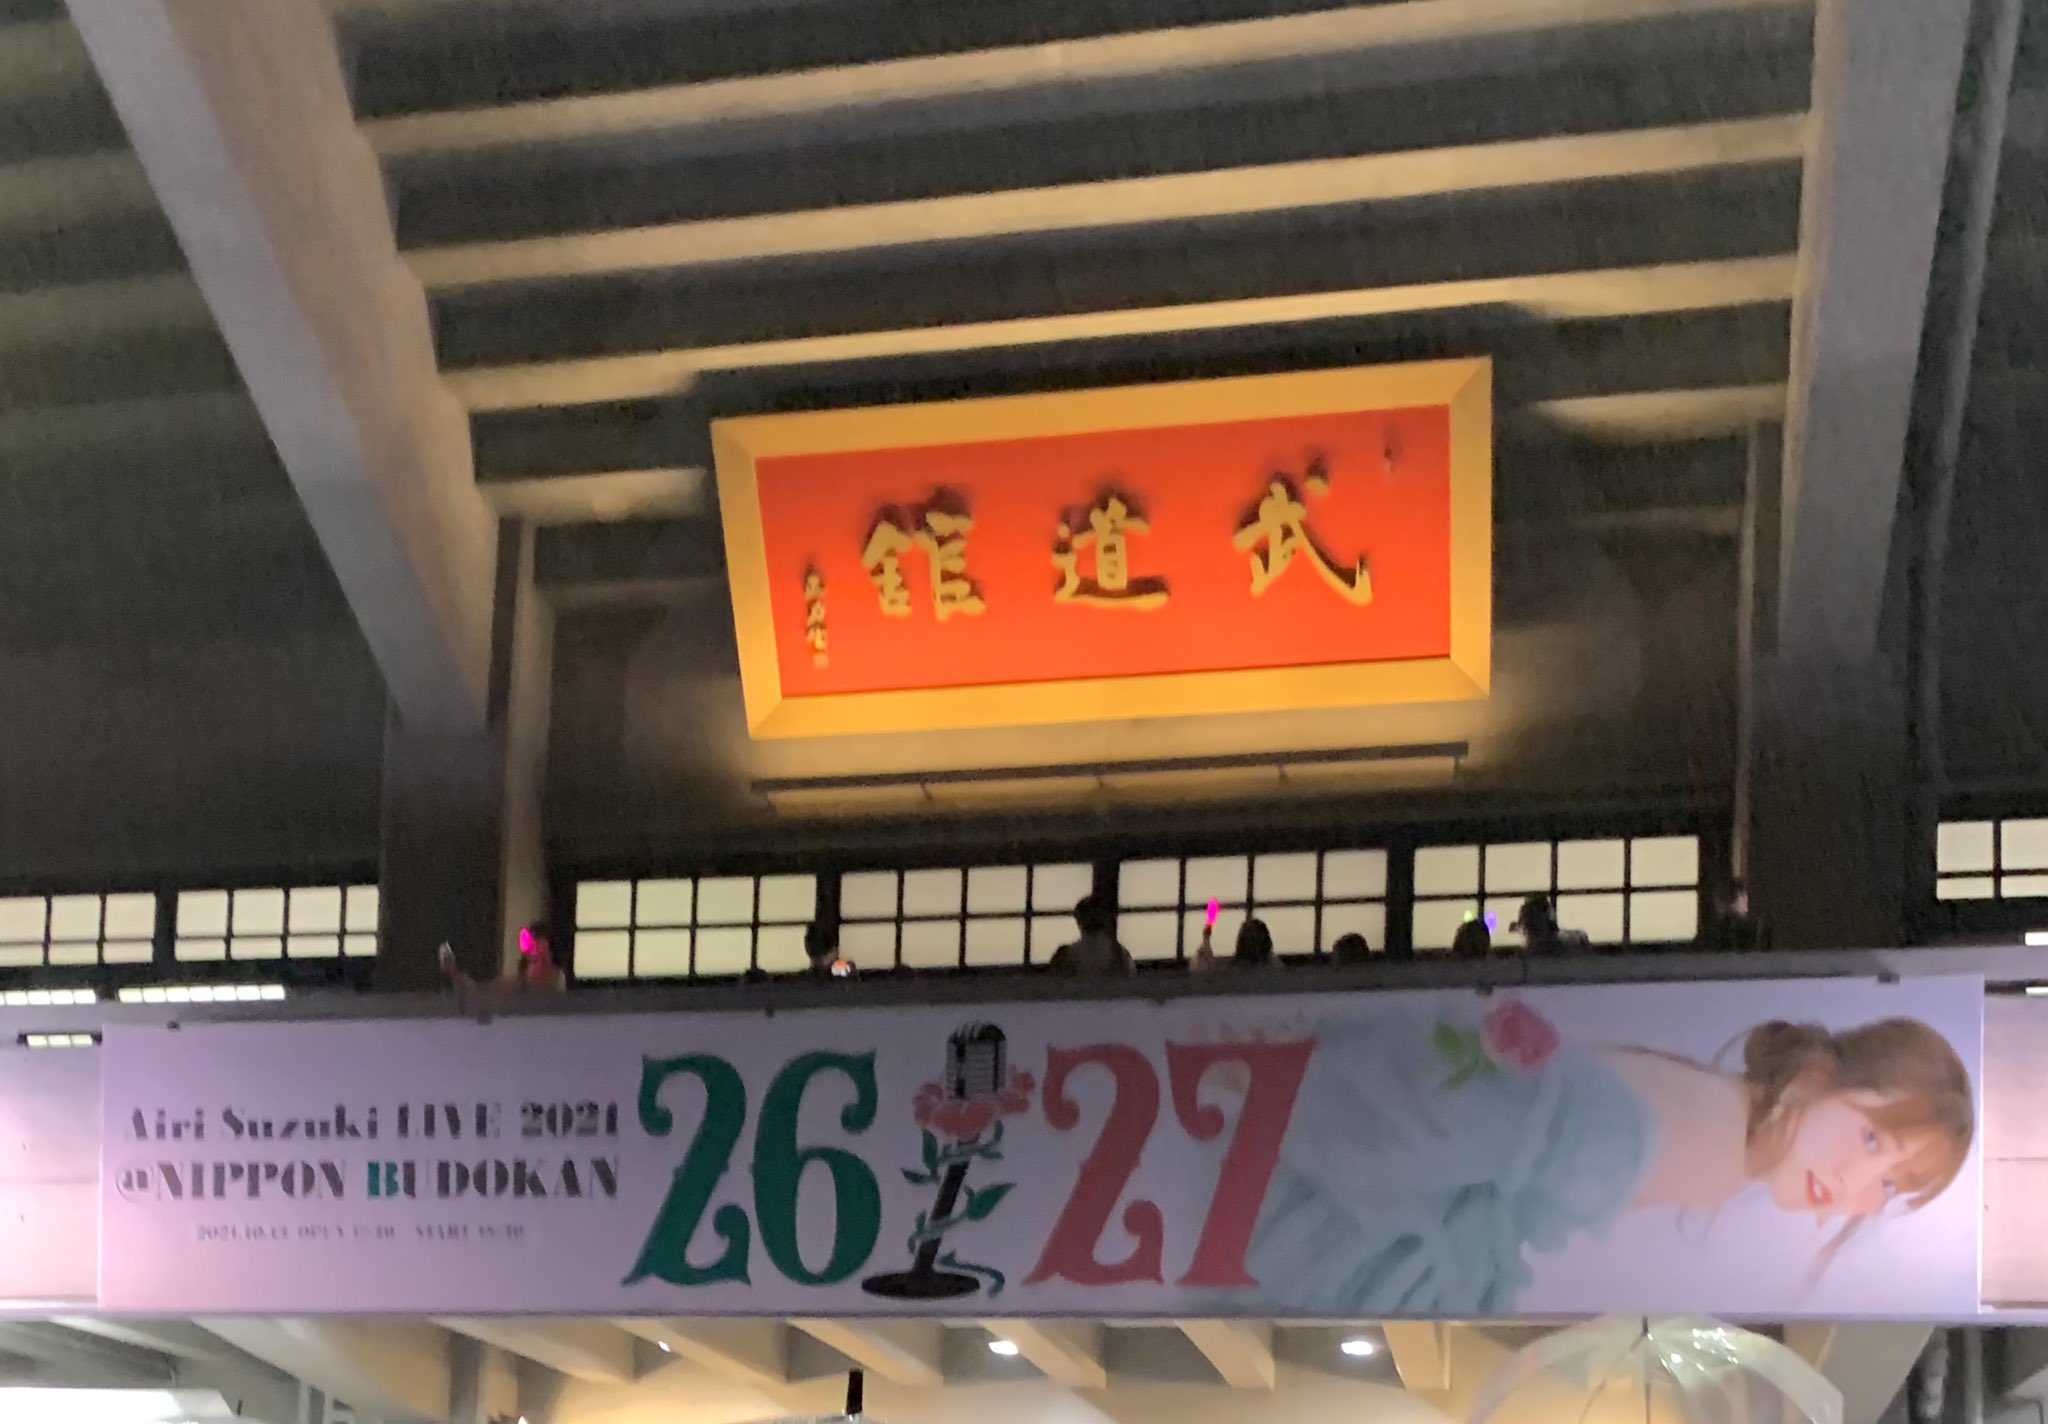 武道館
Airi Suzuki LIVE 2021
@NIPPON BUDOKAN
26 27